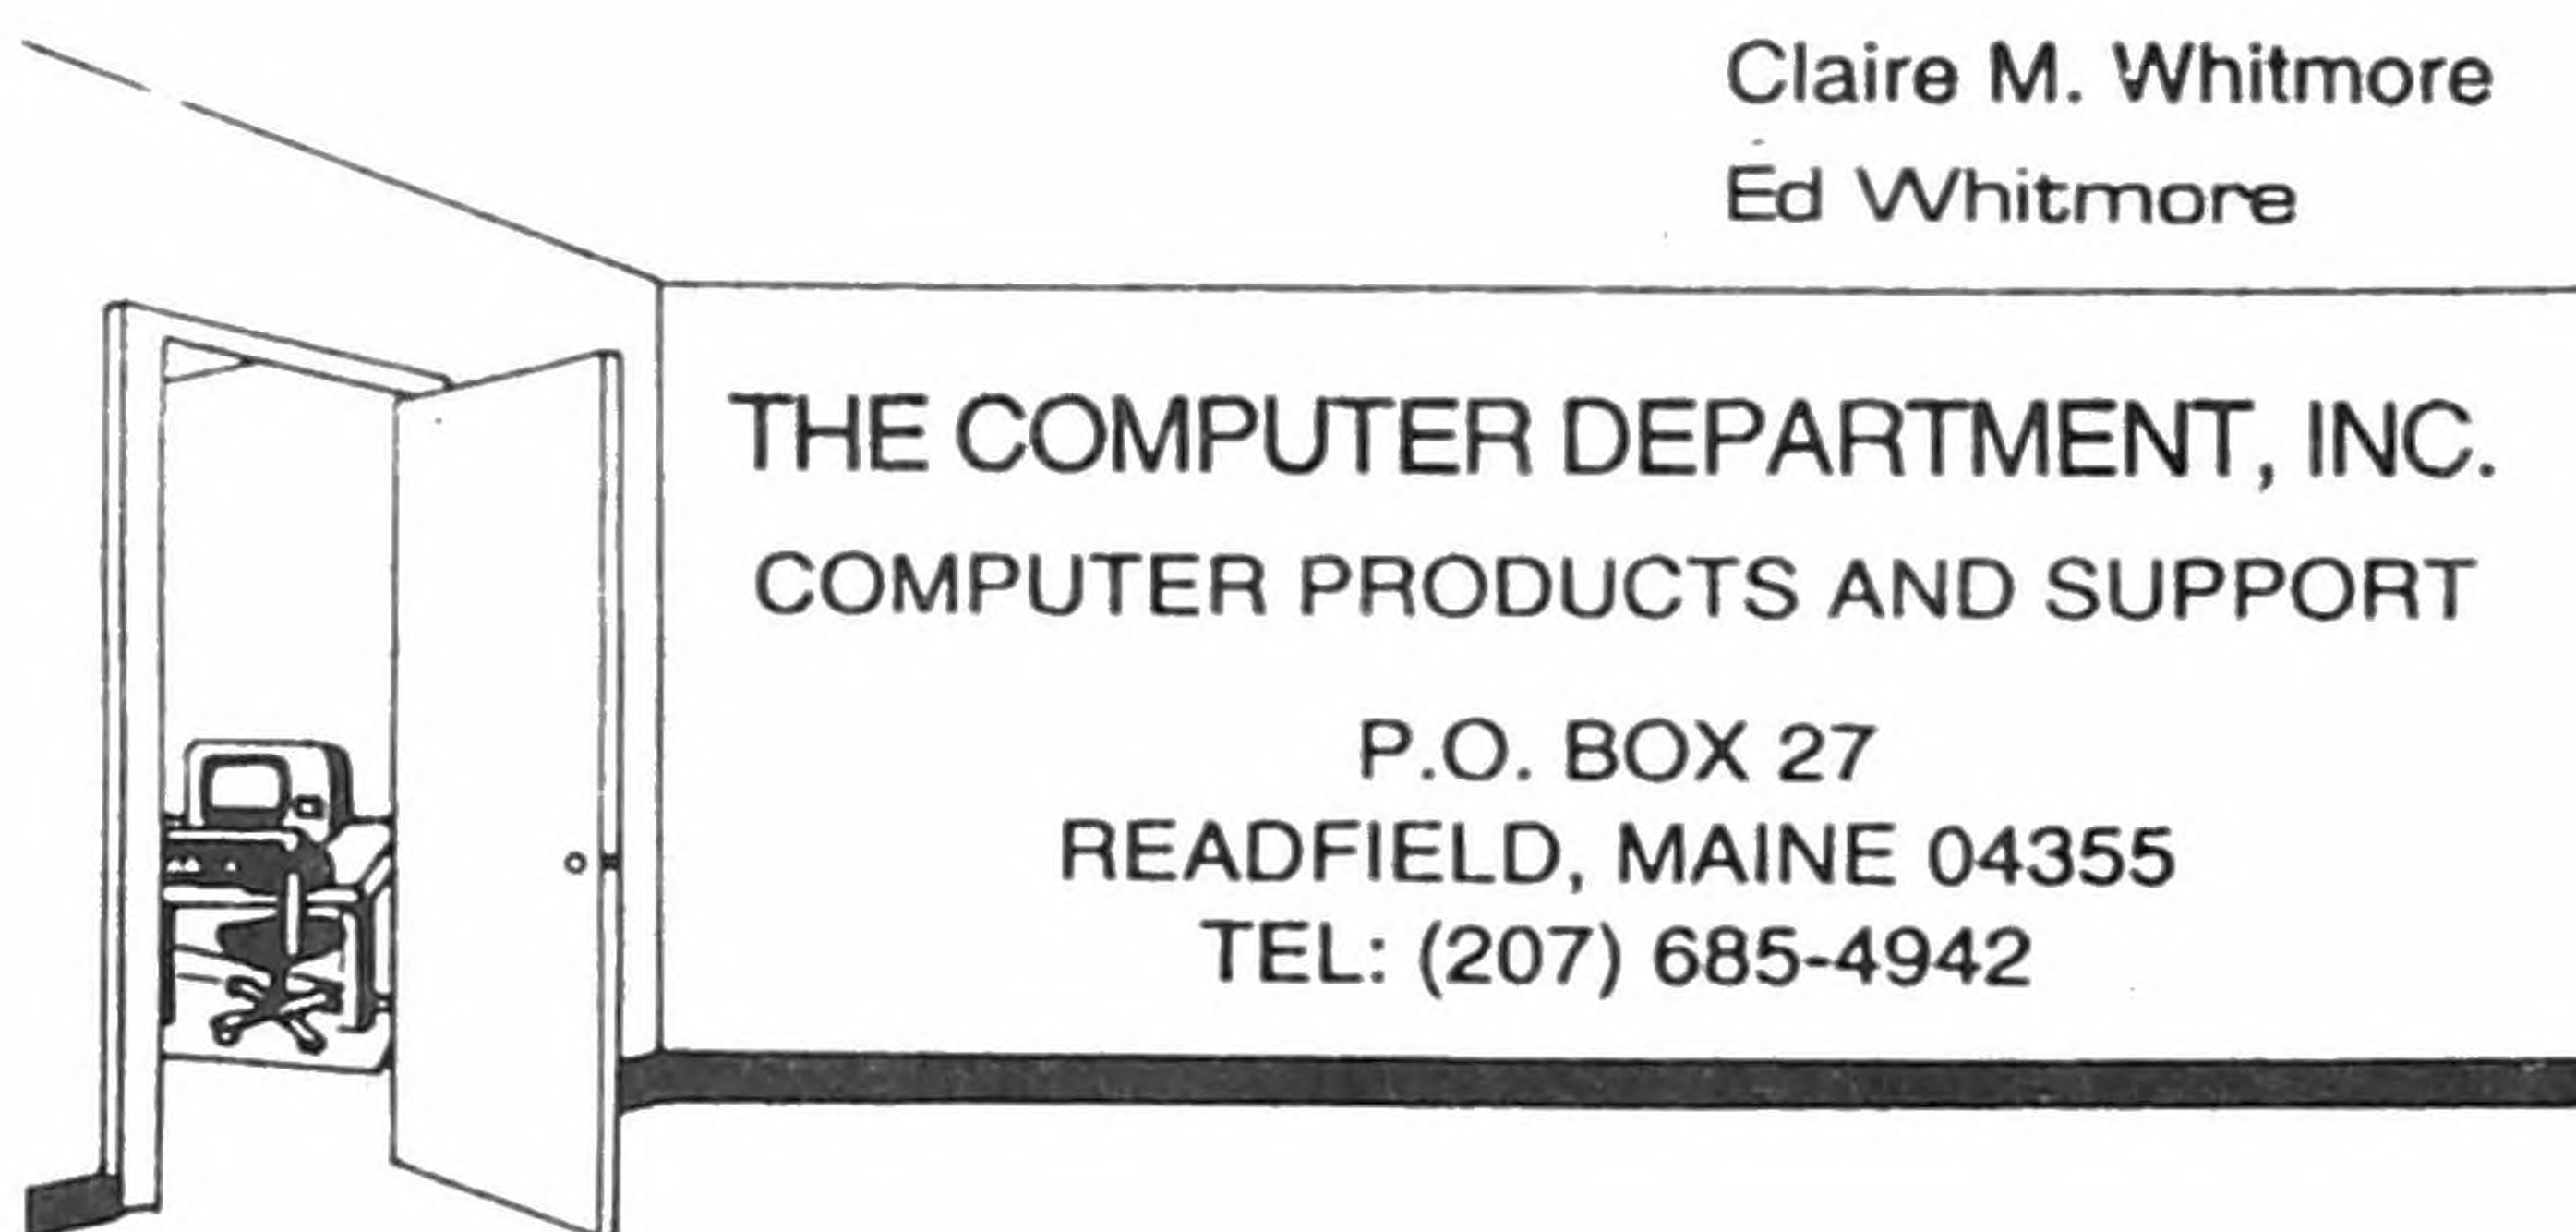 Claire M. Whitmore
Ed Whitmore
THE COMPUTER DEPARTMENT, INC.
COMPUTER PRODUCTS AND SUPPORT
P.O. BOX 27
READFIELD, MAINE 04355
TEL: (207) 685-4942